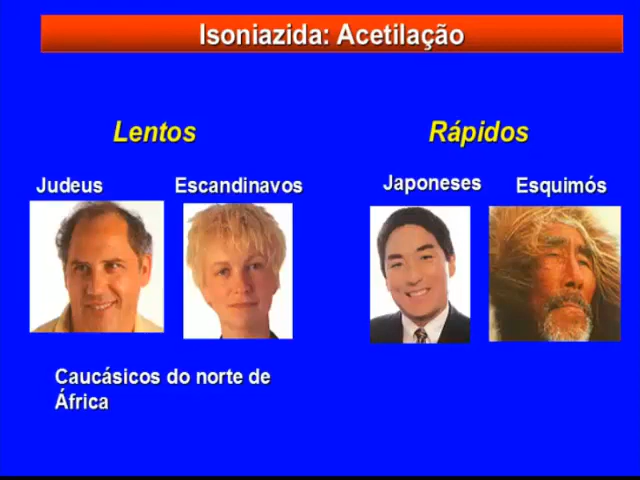 Isoniazida: Acetilação
Lentos
Rápidos
Judeus
Escandinavos
Japoneses
Esquimós
Caucásicos do norte de
África